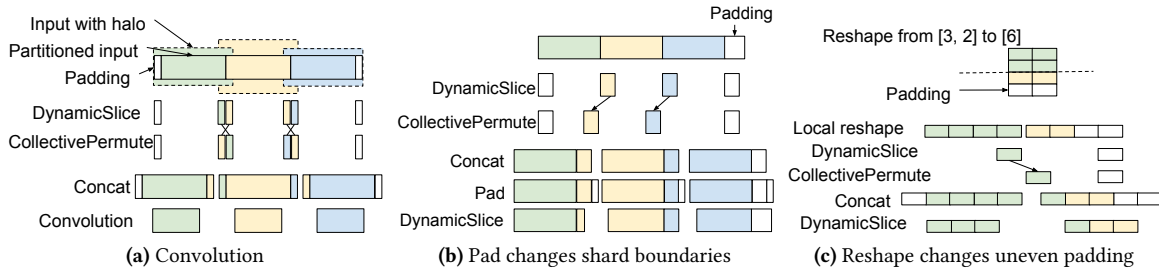 Input with halo
Partitioned input
Padding
DynamicSlice
CollectivePermute
Concat
Convolution
(a) Convolution
Padding
DynamicSlice
CollectivePermute
Concat
Pad
DynamicSlice
(b) Pad changes shard boundaries
Reshape from [3, 2] to [6]
Padding
Local reshape
DynamicSlice
CollectivePermute
Concat
DynamicSlice
(c) Reshape changes uneven padding